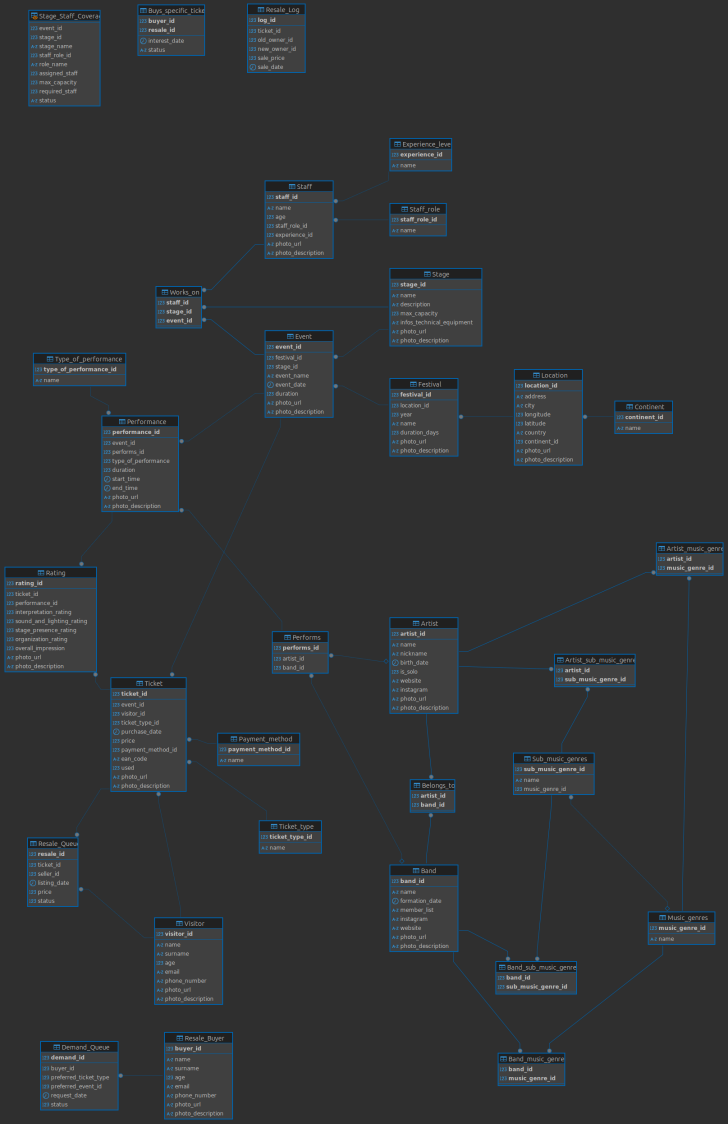 Stage_Staff_Covera
event_id
stage_id
stage_name
staff_role_id
role_name
assigned_staff
max_capacity
required_staff
status
Buys_specific_ticke
buyer_id
resale_id
interest_date
status
Resale_Log
log_id
ticket_id
old_owner_id
new_owner_id
sale_price
sale_date
Experience_leve
experience_id
name
Staff
staff_id
name
age
staff_role_id
experience_id
photo_url
photo_description
Staff_role
staff_role_id
name
Works_on
staff_id
stage_id
event_id
Stage
stage_id
name
description
max_capacity
infos_technical_equipment
photo_url
photo_description
Event
event_id
festival_id
stage_id
event_name
event_date
duration
photo_url
photo_description
Type_of_performance
type_of_performance_id
name
Performance
performance_id
event_id
performs_id
type_of_performance
duration
start_time
end_time
photo_url
photo_description
Festival
festival_id
location_id
year
name
duration_days
photo_url
photo_description
Location
location_id
address
city
longitude
latitude
country
continent_id
photo_url
photo_description
Continent
continent_id
name
Rating
rating_id
ticket_id
performance_id
interpretation_rating
sound_and_lighting_rating
stage_presence_rating
organization_rating
overall_impression
photo_url
photo_description
Artist_music_genre
artist_id
music_genre_id
Performs
performs_id
artist_id
band_id
Artist
artist_id
name
nickname
birth_date
is_solo
website
instagram
photo_url
photo_description
Artist_sub_music_genre
artist_id
sub_music_genre_id
Ticket
ticket_id
event_id
visitor_id
ticket_type_id
purchase_date
price
payment_method_id
ean_code
used
photo_url
photo_description
Payment_method
payment_method_id
name
Sub_music_genres
sub_music_genre_id
name
music_genre_id
Belongs_to
artist_id
band_id
Ticket_type
ticket_type_id
name
Resale_Queu
resale_id
ticket_id
seller_id
listing_date
price
status
Band
band_id
name
formation_date
member_list
instagram
website
photo_url
photo_description
Music_genres
music_genre_id
name
Visitor
visitor_id
name
surname
age
email
phone_number
photo_url
photo_description
Band_sub_music_genre
band_id
sub_music_genre_id
Demand_Queue
demand_id
buyer_id
preferred_ticket_type
preferred_event_id
request_date
status
Resale_Buyer
buyer_id
name
surname
age
email
phone_number
photo_url
photo_description
Band_music_genre
band_id
music_genre_id